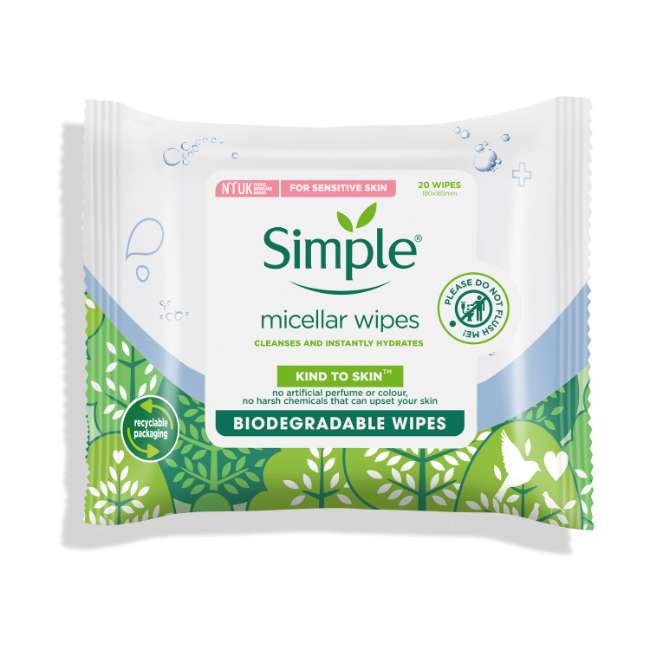 NTUK
FOR SENSITIVE SKIN
20 WIPES
Simple®
micellar wipes
CLEANSES AND INSTANTLY HYDRATES
PLEASE DO NOT FLUSH ME!
KIND TO SKIN™
no artificial perfume or colour,
no harsh chemicals that can upset your skin
BIODEGRADABLE WIPES
recyclable
packaging